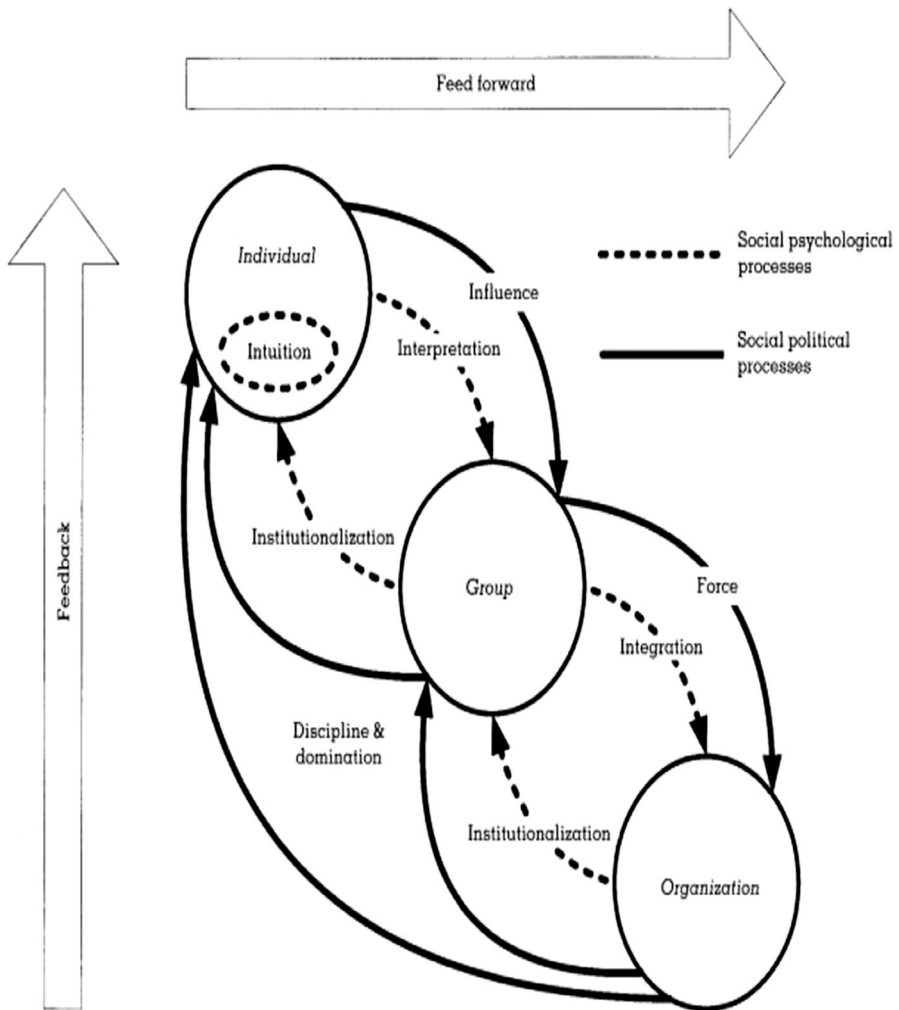 Feed forward
Individual
Social psychological
processes
Influence
Interpretation
Intuition
Social political
processes
Feedback
Institutionalization
Group
Force
Integration
Discipline &
domination
Institutionalization
Organization